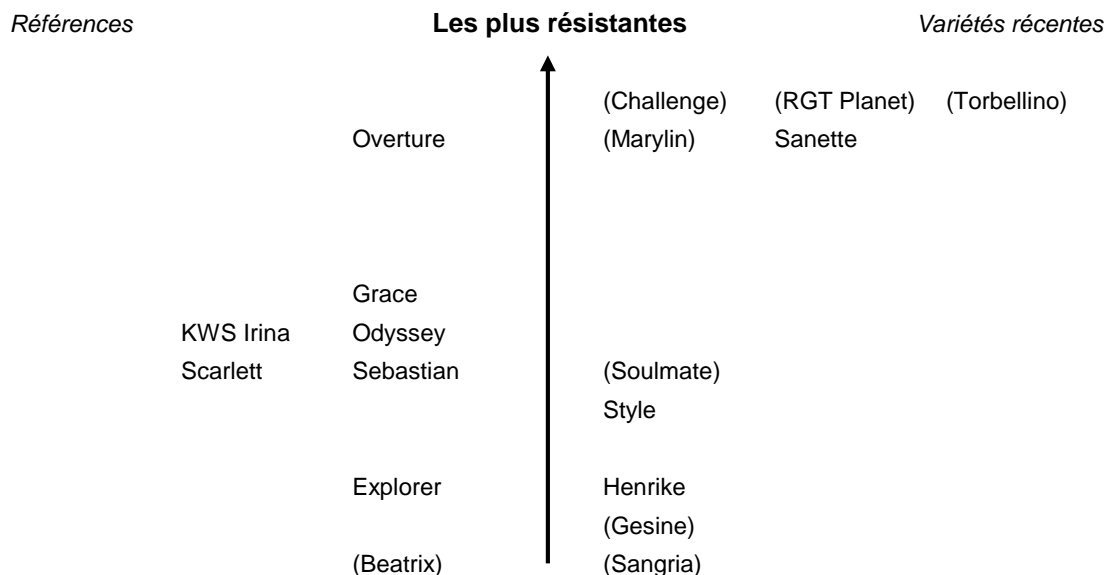 Références Les plus résistantes Variétés récentes
(Challenge) (RGT Planet) (Torbellino)
Overture (Marylin) Sanette
Grace
KWS Irina Odyssey
Scarlett Sebastian (Soulmate)
Style
Explorer Henrike
(Gesine)
(Beatrix) (Sangria)